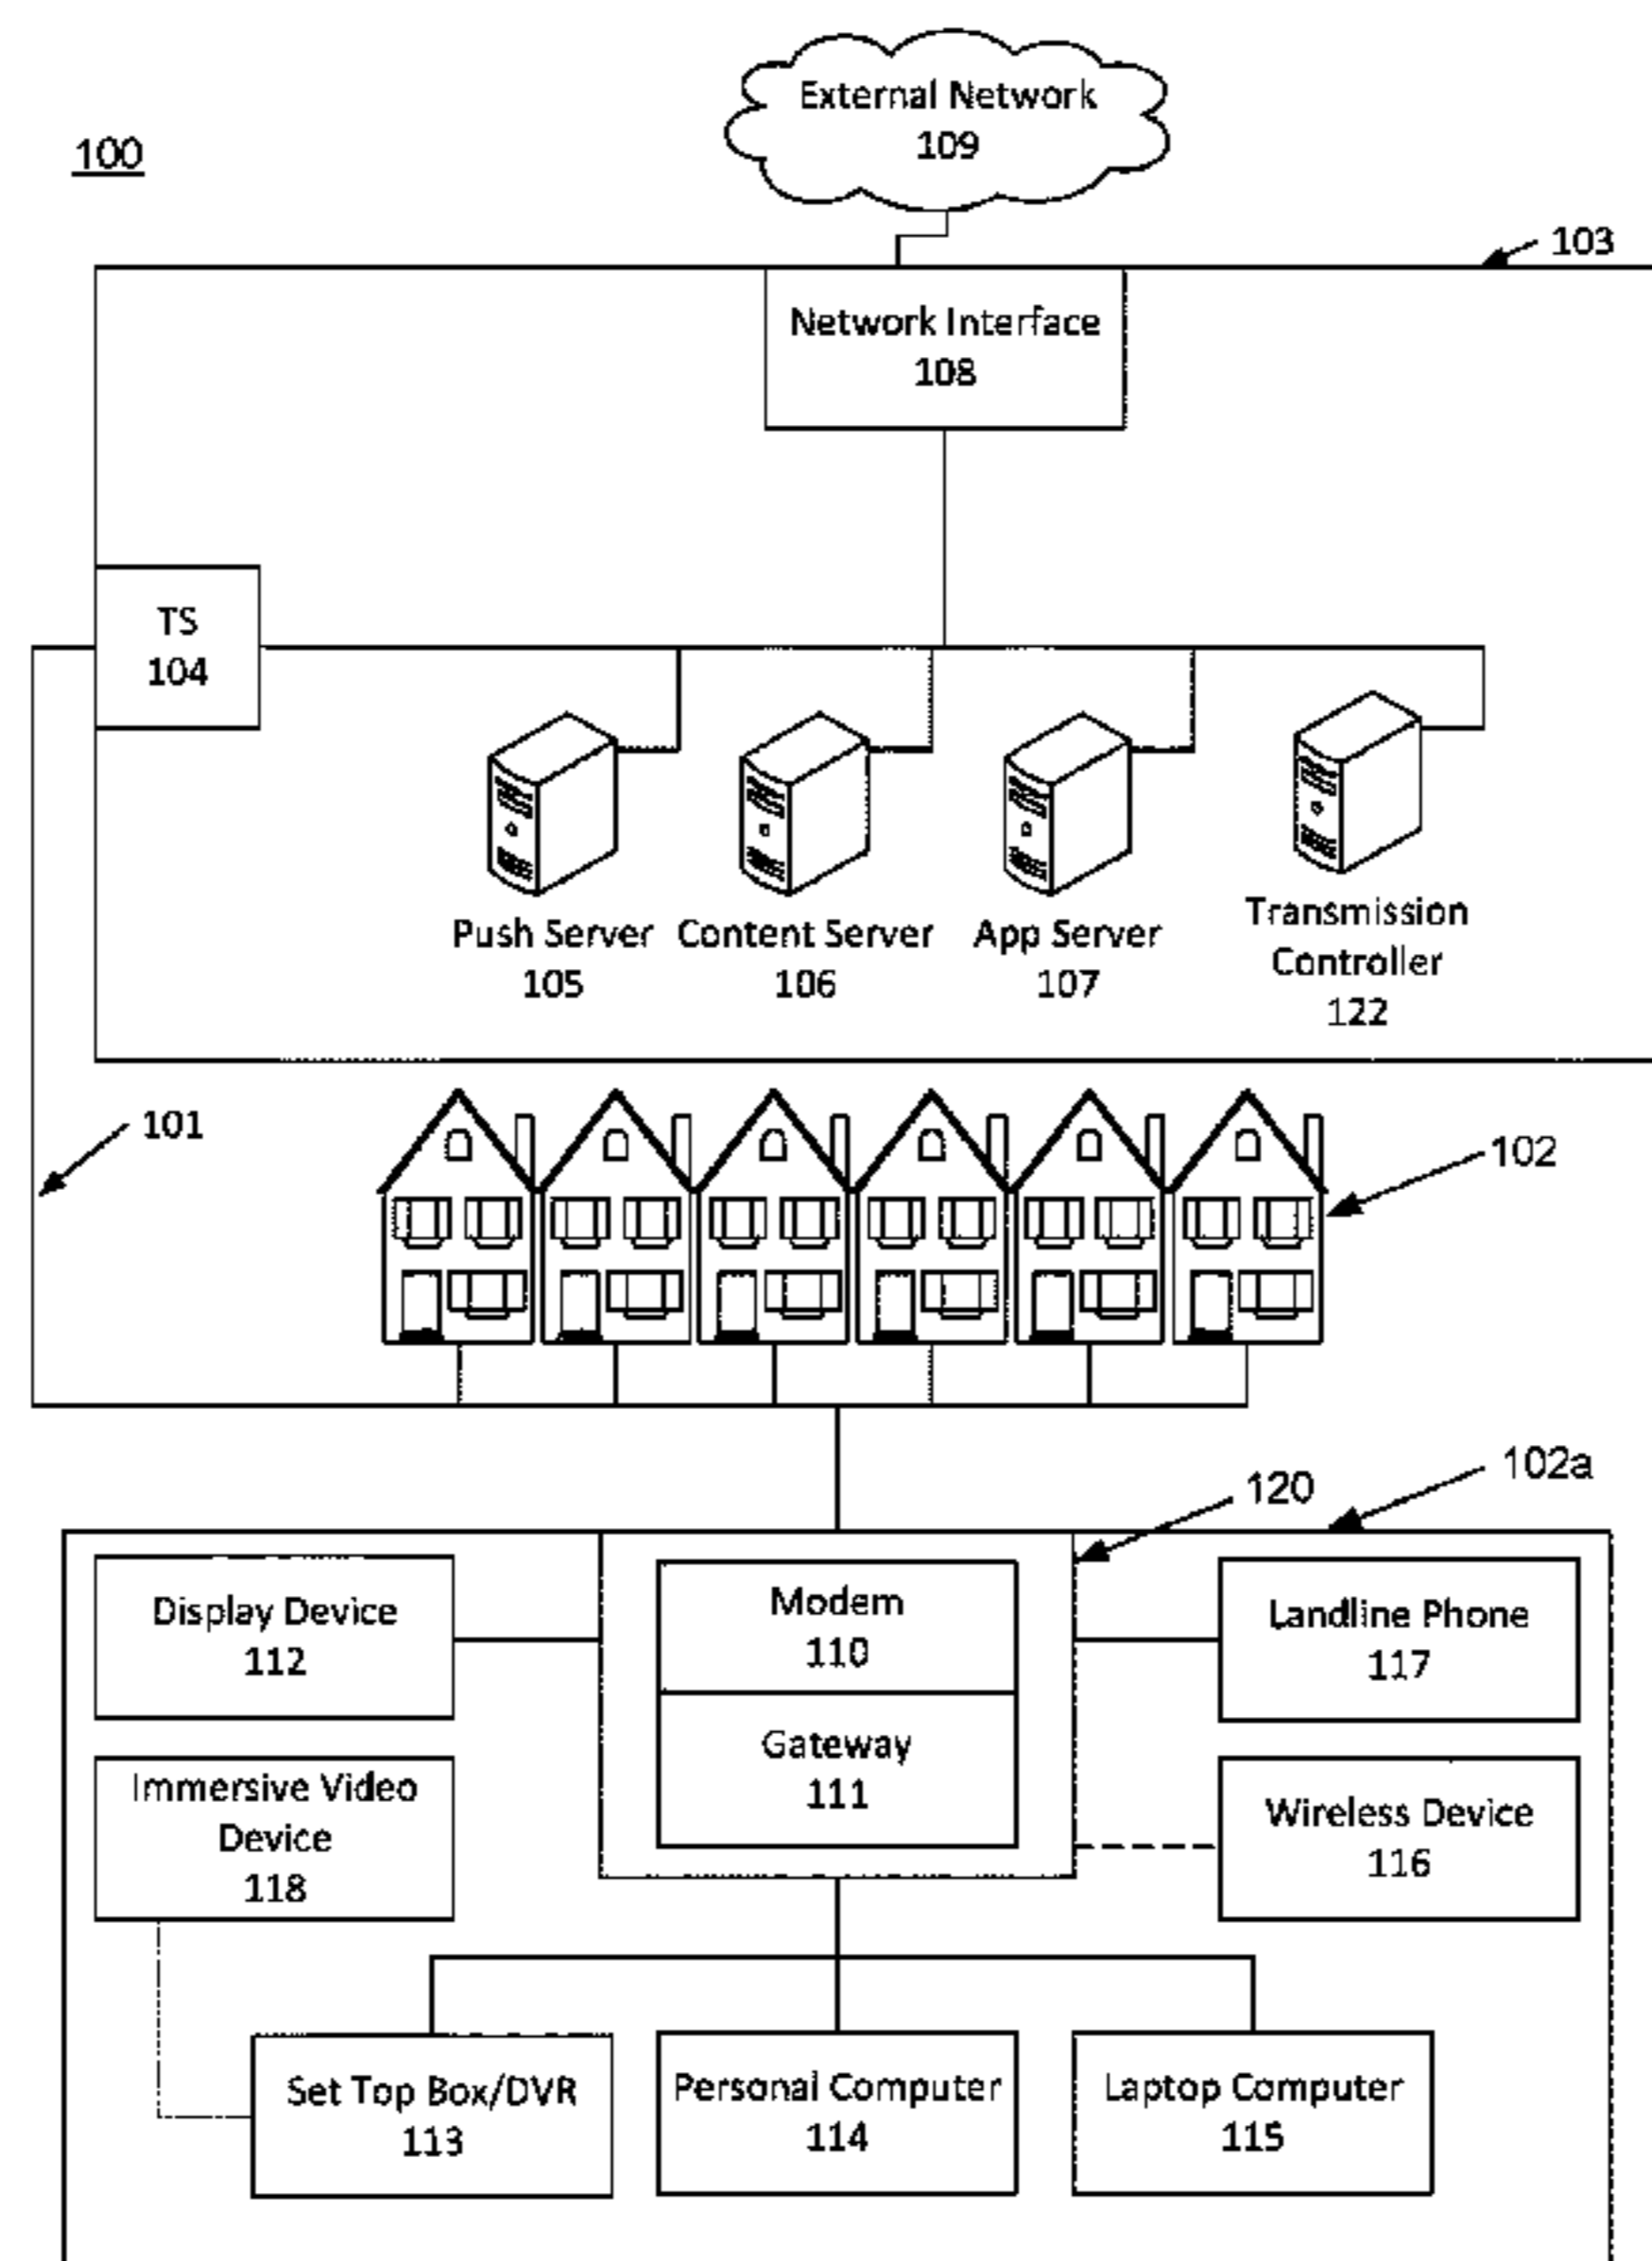 External Network
109
100
103
Network Interface
108
TS
104
Push Server
105
Content Server
106
App Server
107
Transmission
Controller
122
101
102
102a
120
Display Device
112
Modem
110
Landline Phone
117
Gateway
111
Immersive Video
Device
118
Wireless Device
116
Set Top Box/DVR
113
Personal Computer
114
Laptop Computer
115